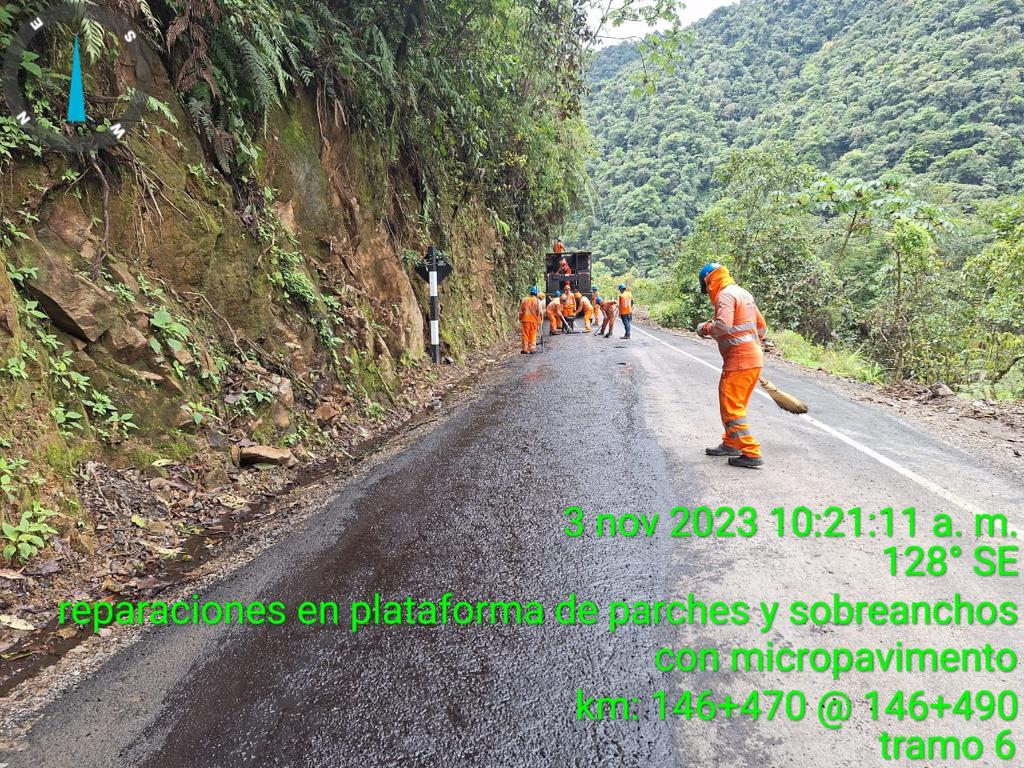 S
E
N
W
3 nov 2023 10:21:11 a. m.
128° SE
reparaciones en plataforma de parches y sobreanchos
con micropavimento
km: 146+470 @ 146+490
tramo 6